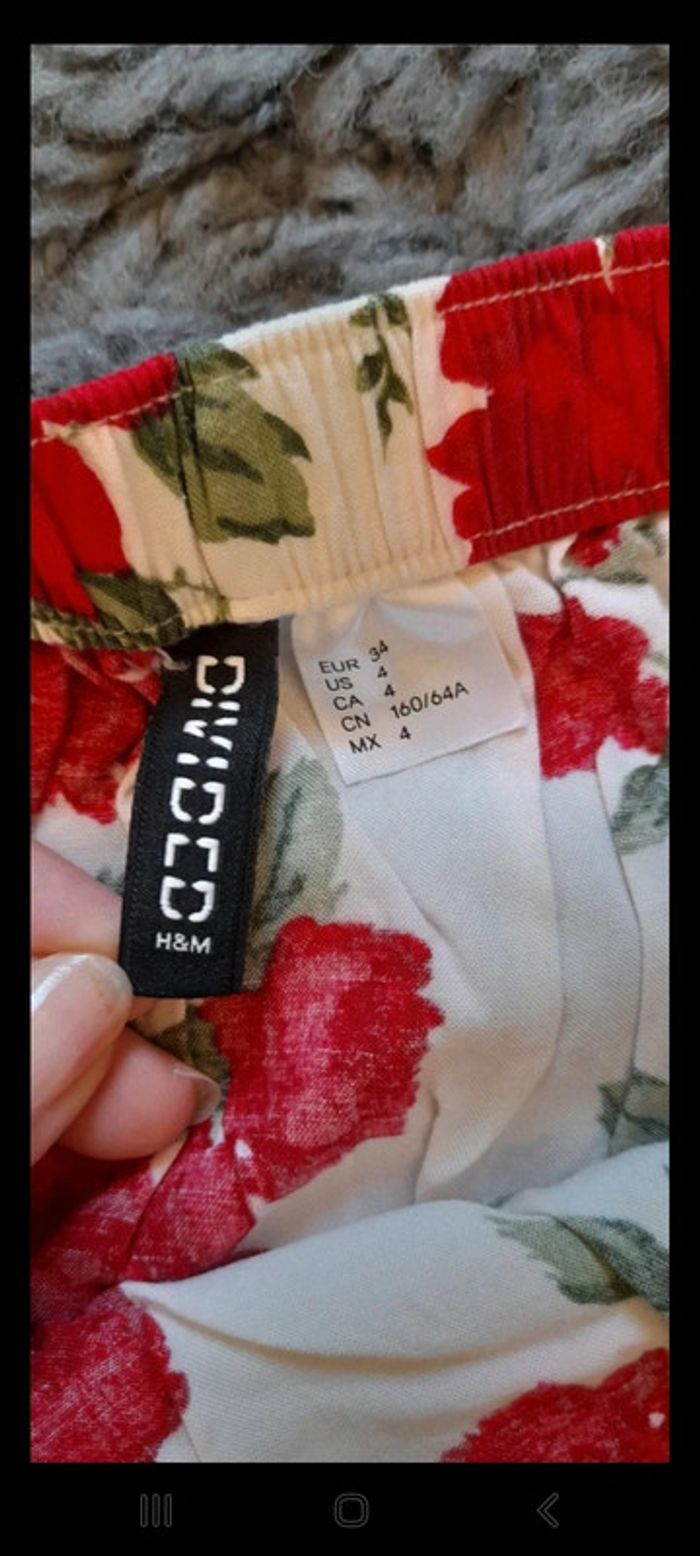 DIVIDED
H&M
EUR 34
US 4
CA 4
CN 160/64A
MX 4